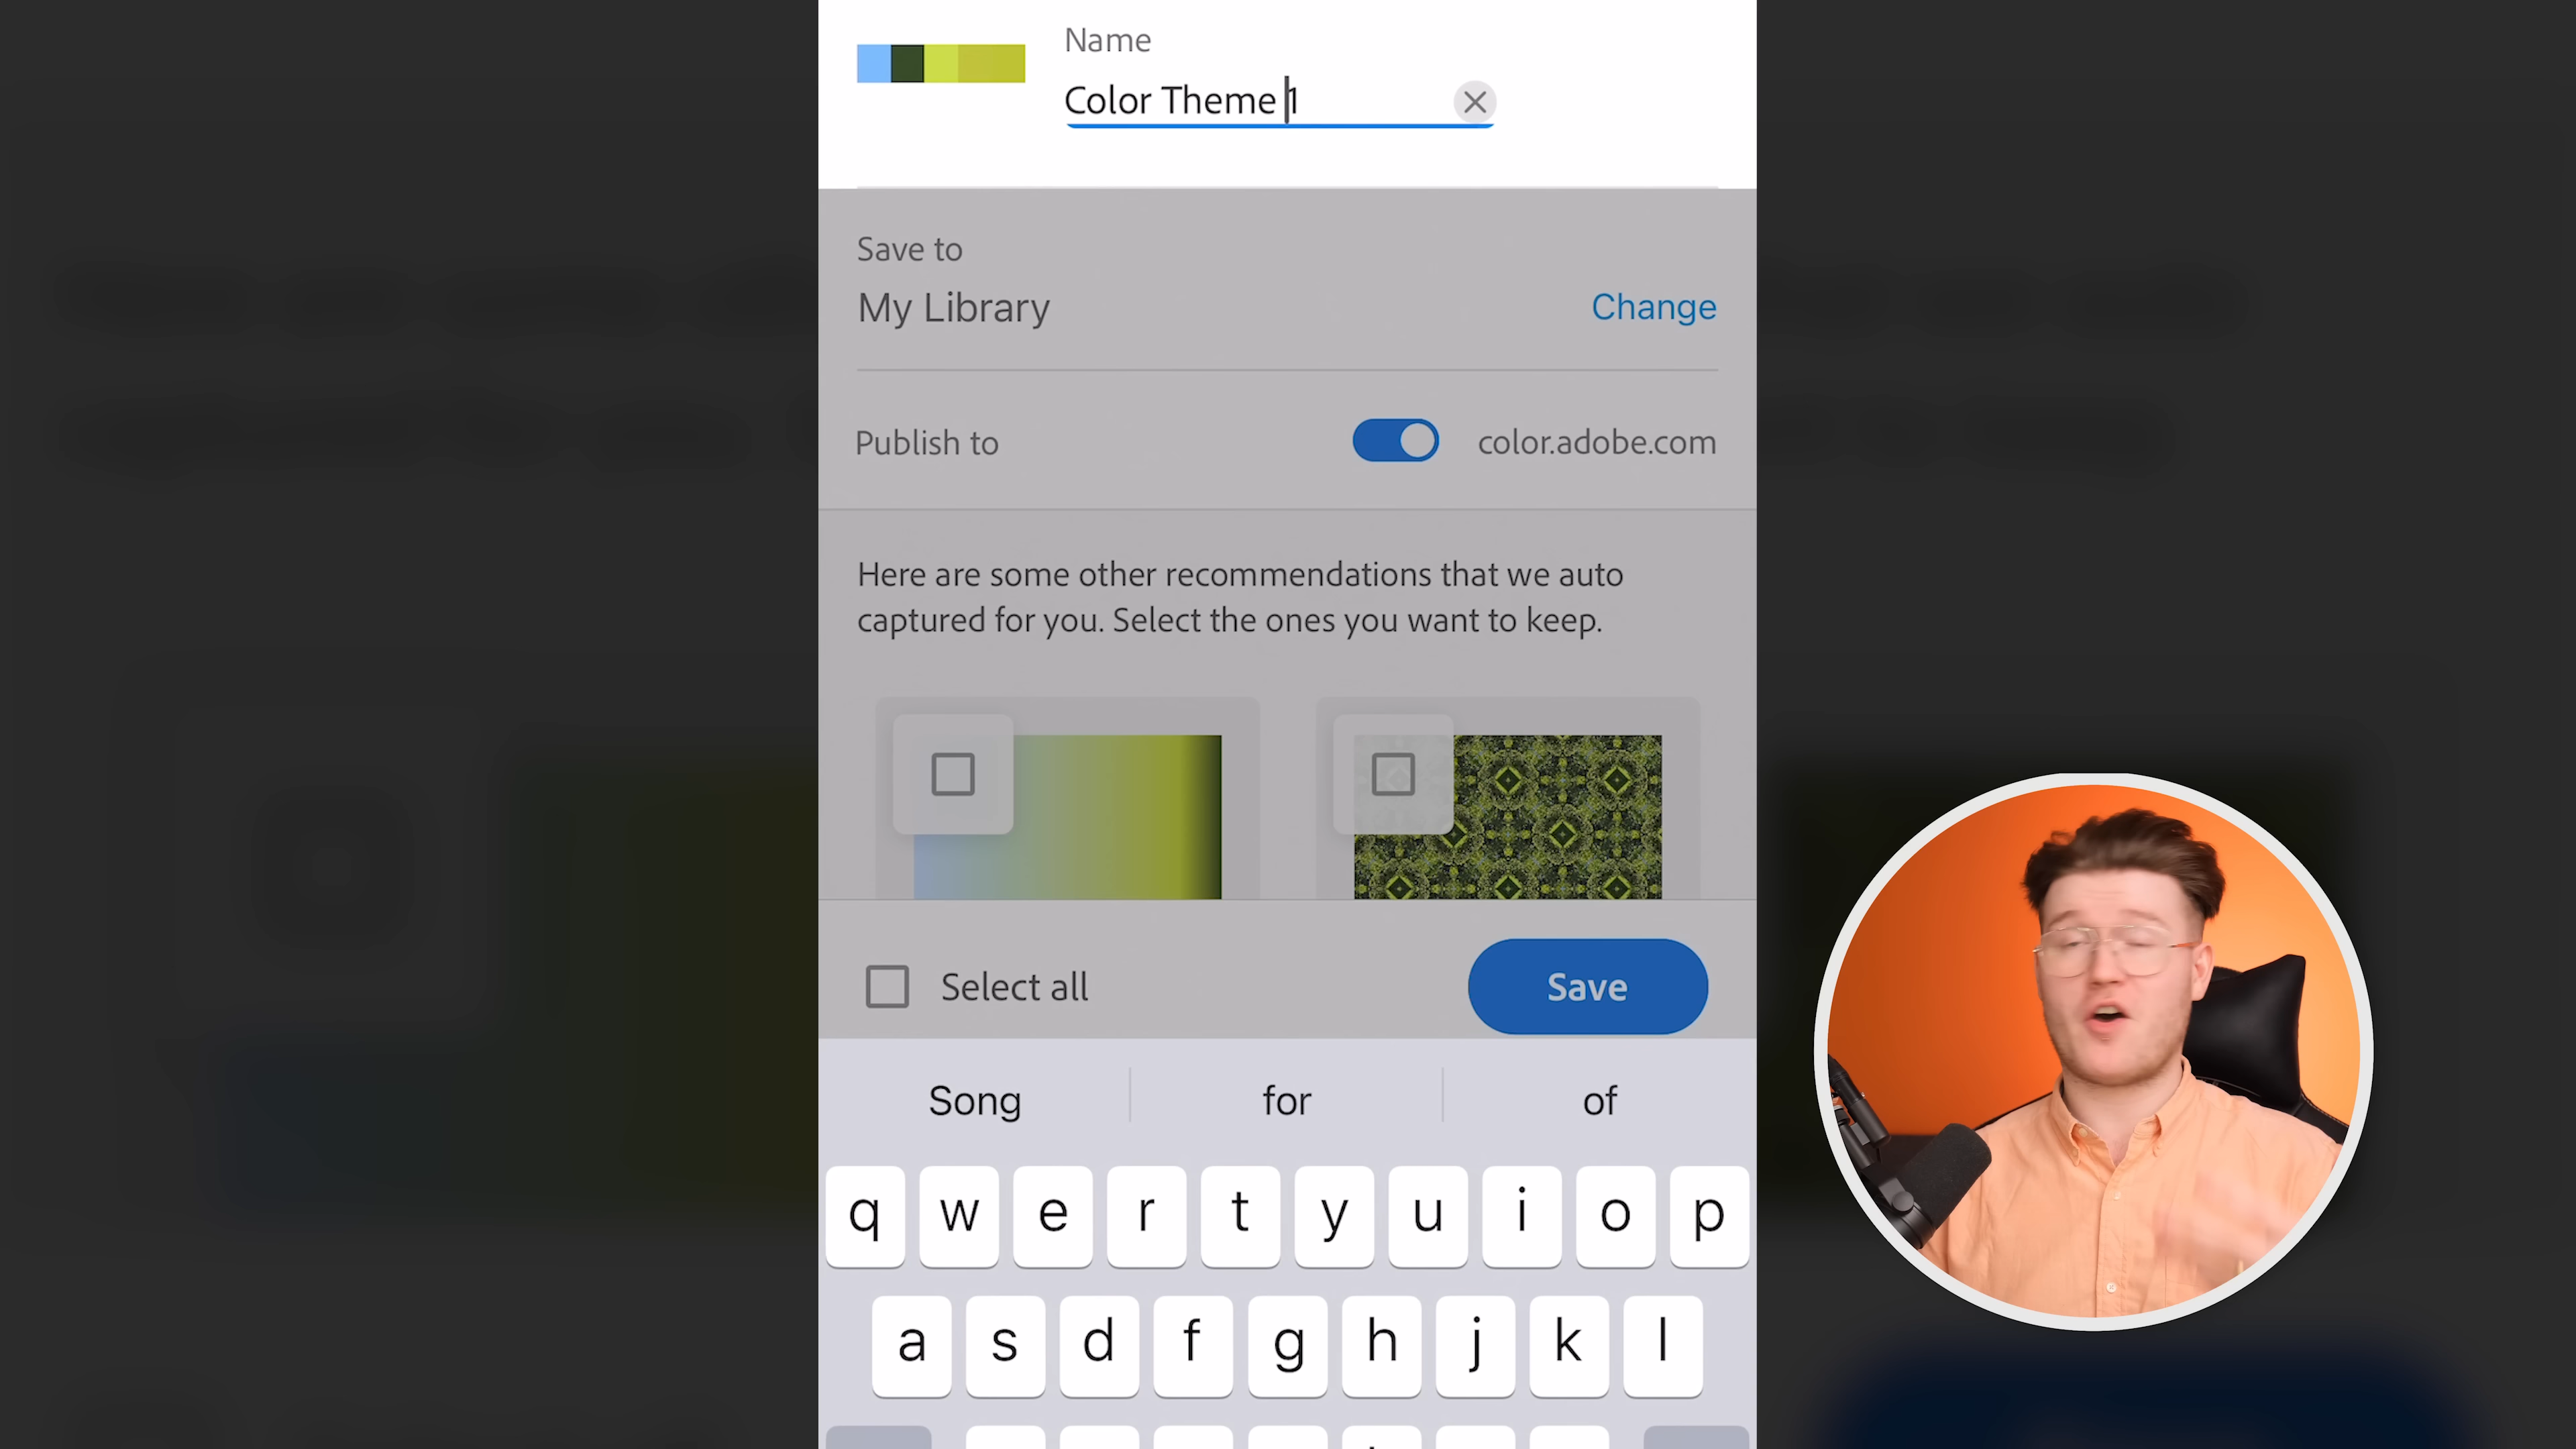 Name
Color Theme 1
Save to
My Library
Change
Publish to
color.adobe.com
Here are some other recommendations that we auto
captured for you. Select the ones you want to keep.
Select all
Save
Song
for
of
q w e r t y u i o p
a s d f g h j k l